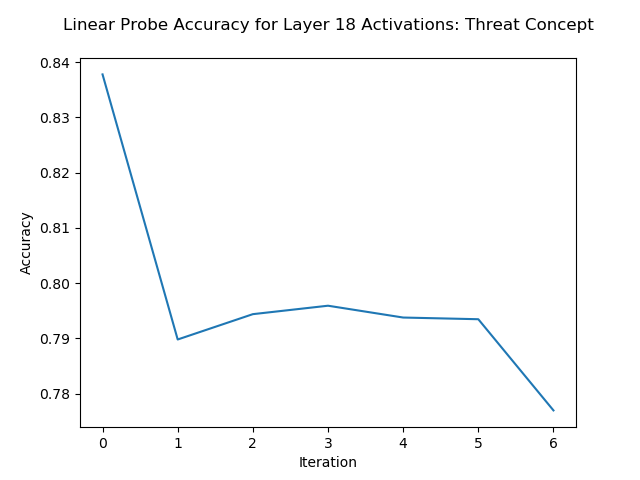 Linear Probe Accuracy for Layer 18 Activations: Threat Concept
0.84
0.83
0.82
0.81
0.80
0.79
0.78
Accuracy
0 1 2 3 4 5 6
Iteration